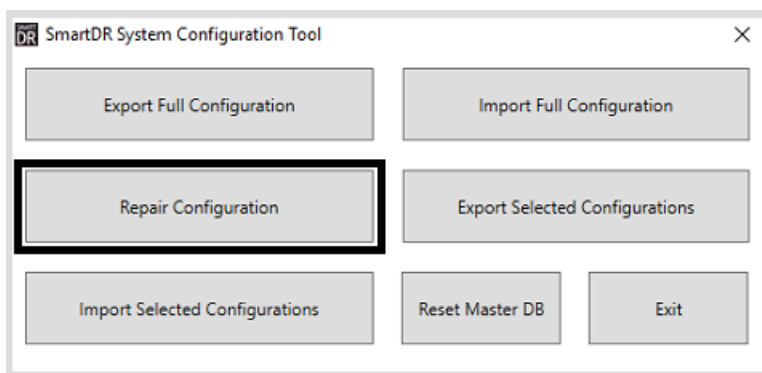 SMART
DR SmartDR System Configuration Tool
Export Full Configuration
Import Full Configuration
Repair Configuration
Export Selected Configurations
Import Selected Configurations
Reset Master DB
Exit